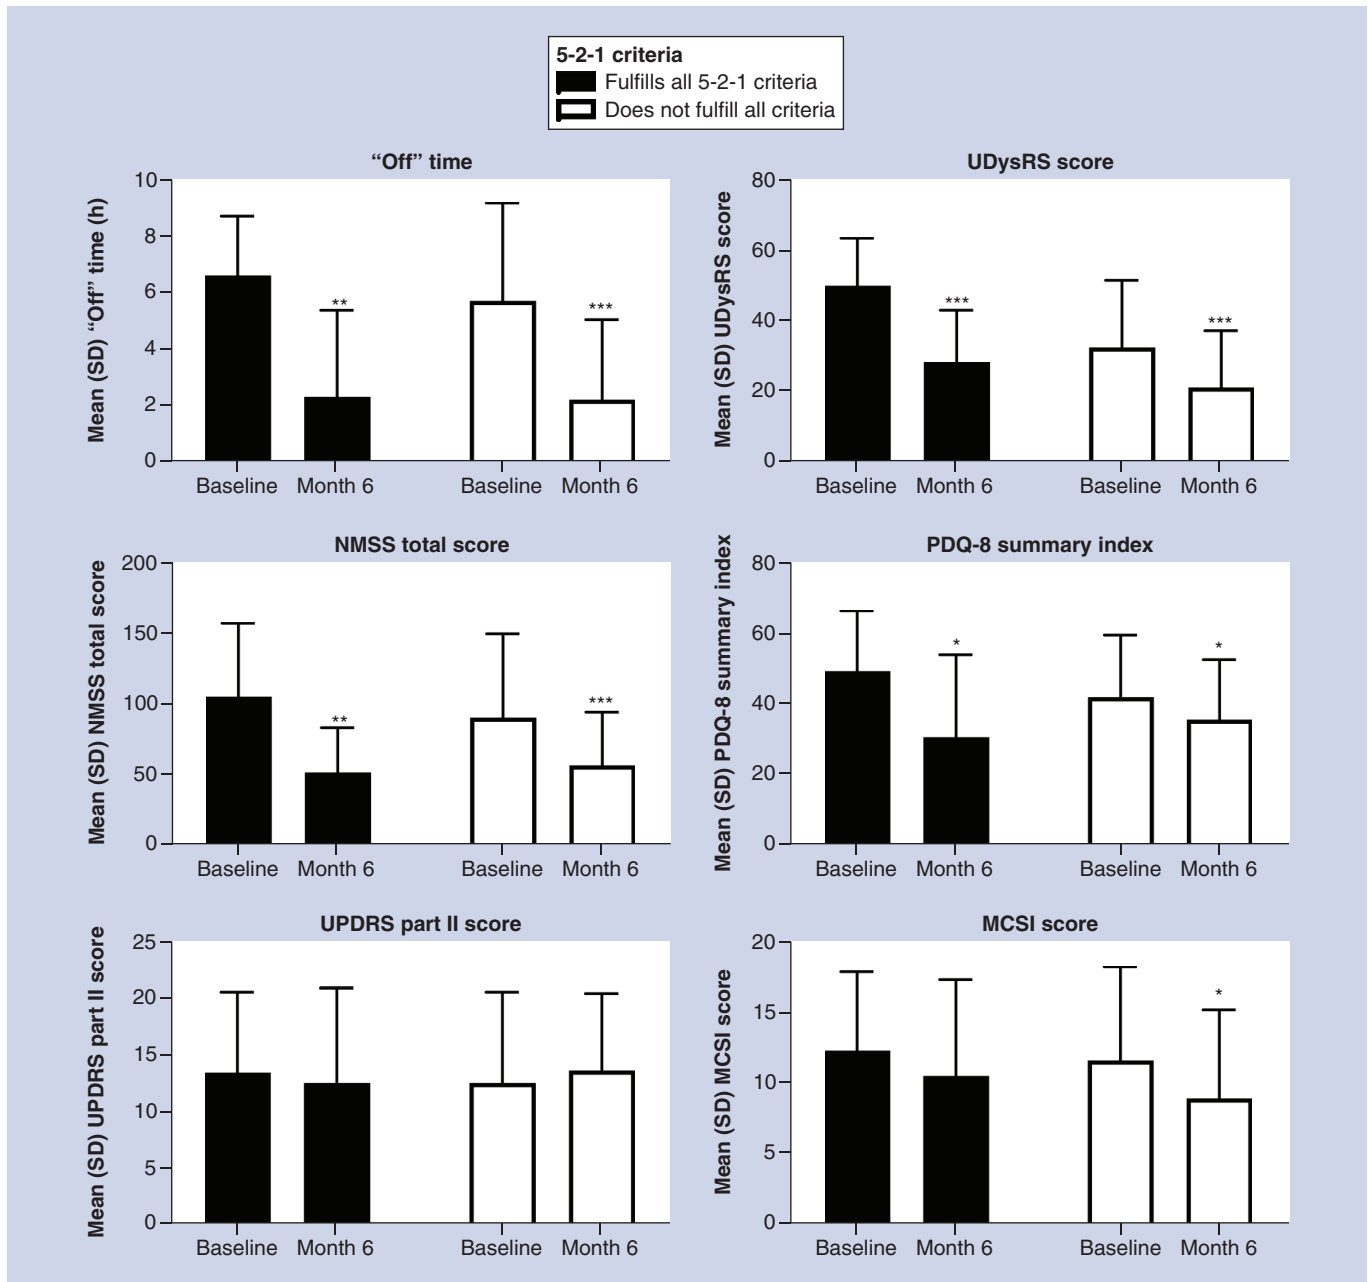 5-2-1 criteria
Fulfills all 5-2-1 criteria
Does not fulfill all criteria
“Off” time
Mean (SD) “Off” time (h)
10
8
6
4
2
0
**
***
Baseline Month 6 Baseline Month 6
UDysRS score
Mean (SD) UDysRS score
80
60
40
20
0
***
***
Baseline Month 6 Baseline Month 6
NMSS total score
Mean (SD) NMSS total score
200
150
100
50
0
**
***
Baseline Month 6 Baseline Month 6
PDQ-8 summary index
Mean (SD) PDQ-8 summary index
80
60
40
20
0
*
*
Baseline Month 6 Baseline Month 6
UPDRS part II score
Mean (SD) UPDRS part II score
25
20
15
10
5
0
Baseline Month 6 Baseline Month 6
MCSI score
Mean (SD) MCSI score
20
15
10
5
0
*
Baseline Month 6 Baseline Month 6